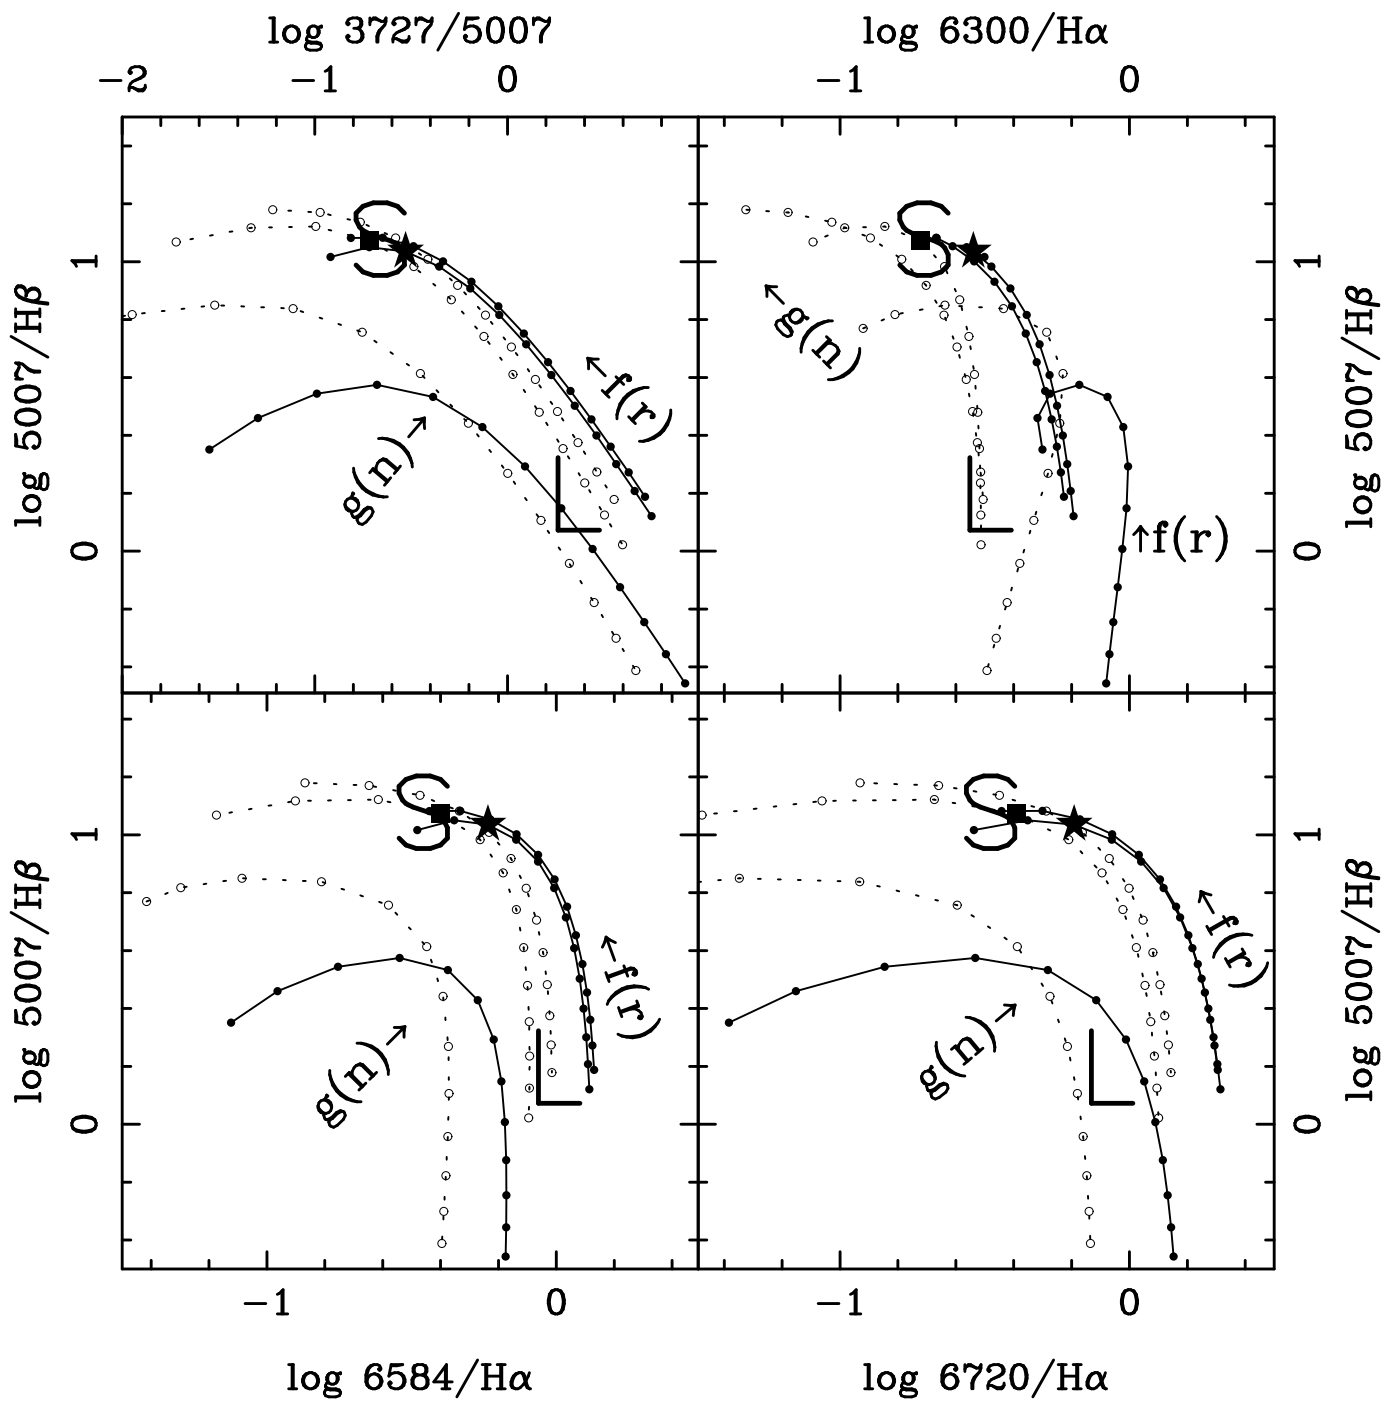 log 3727/5007
log 6300/Hα
−2 −1 0
−1 0
log 5007/Hβ
1
0
S
←f(r)
g(n)→
L
S
←g(n)
L
←f(r)
1
0
log 5007/Hβ
log 5007/Hβ
1
0
S
←f(r)
g(n)→
L
S
←f(r)
g(n)→
L
1
0
log 5007/Hβ
−1 0
−1 0
log 6584/Hα
log 6720/Hα